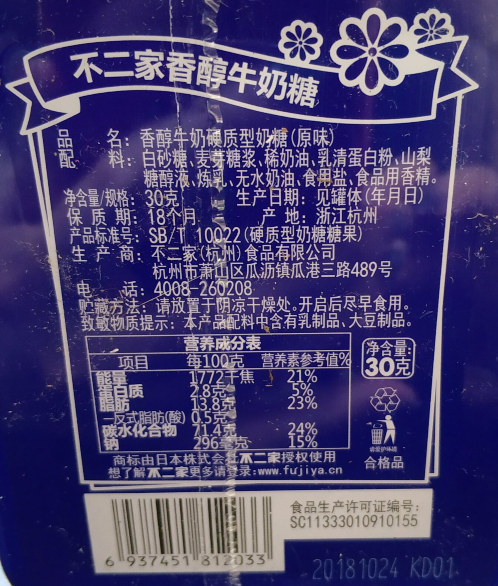 不二家香醇牛奶糖
品 名: 香醇牛奶硬质型奶糖(原味)
配 料: 白砂糖、麦芽糖浆、稀奶油、乳清蛋白粉、山梨
糖醇液、炼乳、无水奶油、食用盐、食品用香精。
净含量/规格: 30克 生产日期: 见罐体(年月日)
保 质 期: 18个月 产 地: 浙江杭州
产品标准号: SB/T 10022(硬质型奶糖糖果)
生 产 商: 不二家(杭州)食品有限公司
杭州市萧山区瓜沥镇瓜港三路489号
电 话: 4008-260208
贮藏方法: 请放置于阴凉干燥处。开启后尽早食用。
致敏物质提示: 本产品配料中含有乳制品、大豆制品。
营养成分表
项目 每100克 营养素参考值%
能量 1772千焦 21%
蛋白质 2.8克 5%
脂肪 13.8克 23%
-反式脂肪(酸) 0.5克
碳水化合物 71.4克 24%
钠 296毫克 15%
净含量:
30克
合格品
商标由日本株式会社不二家授权使用
想了解不二家更多请登录:www.fujiya.cn
食品生产许可证编号:
SC11333010910155
6 937451 812033
20181024 KD01